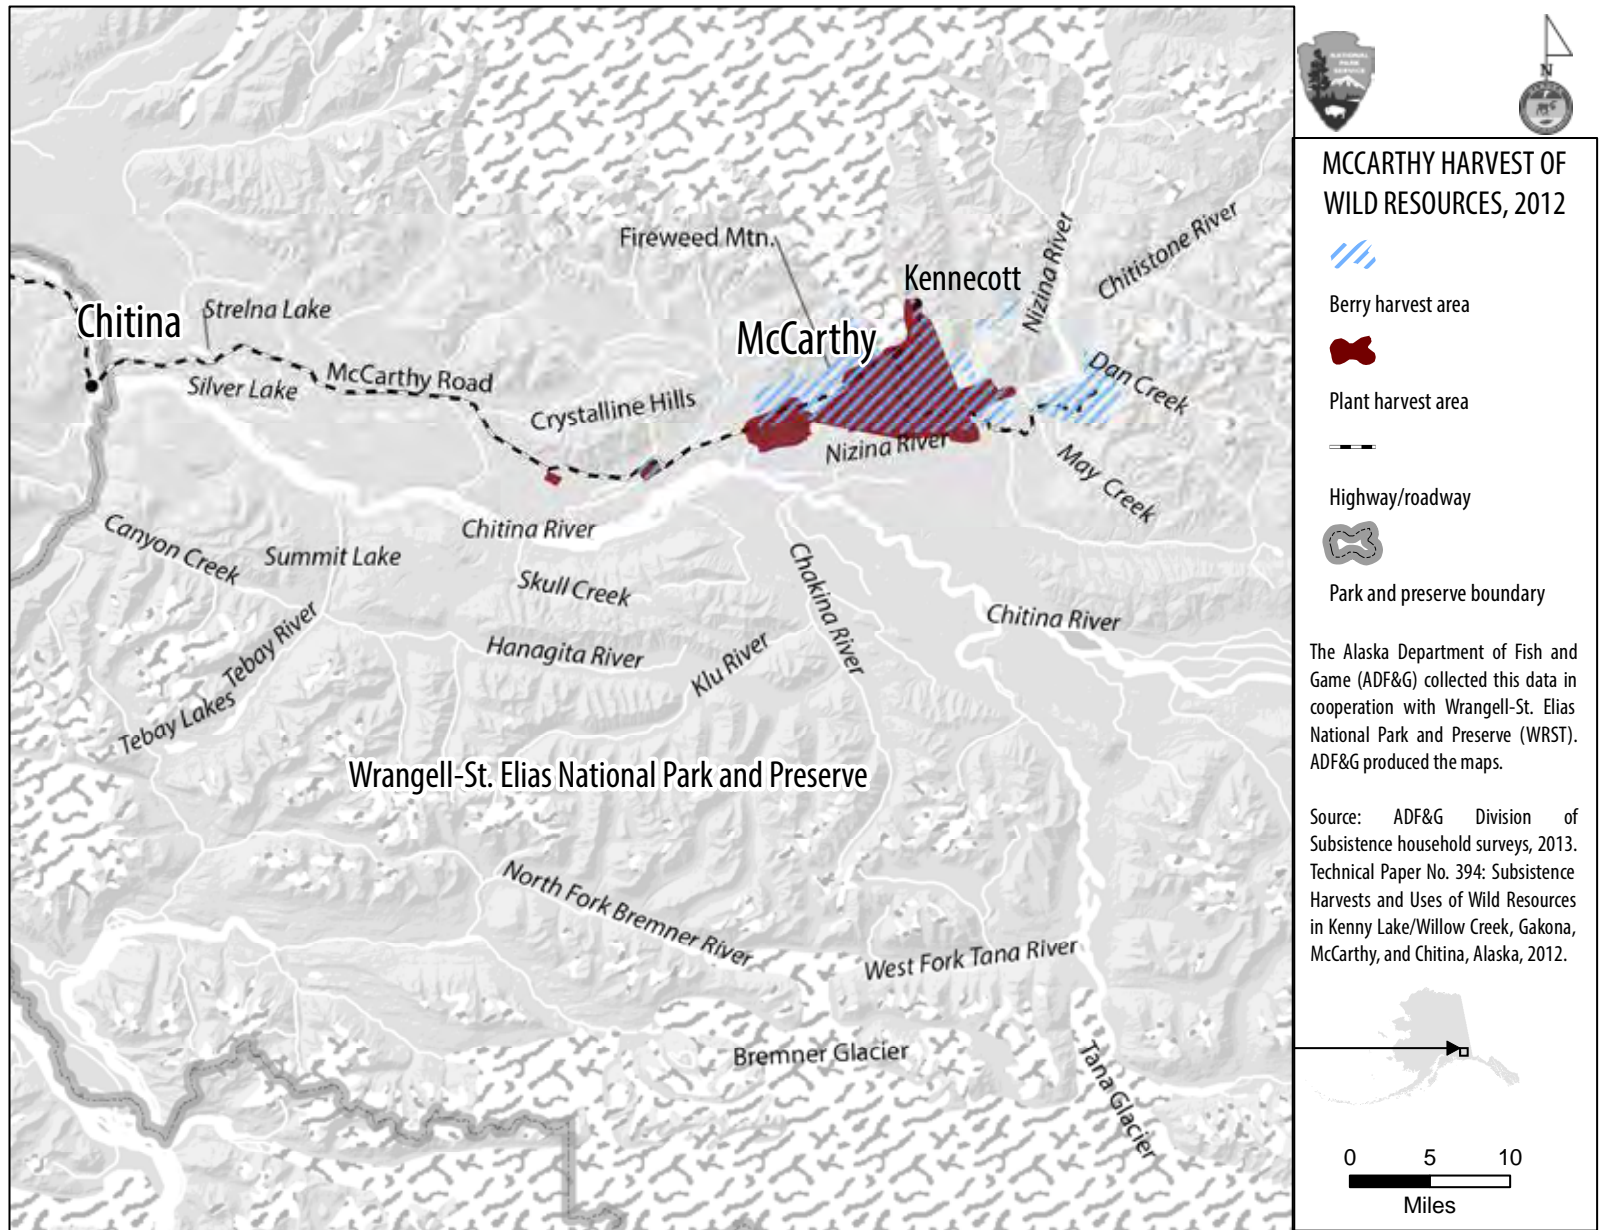 NATIONAL
PARK
SERVICE
N
MCCARTHY HARVEST OF
WILD RESOURCES, 2012
Berry harvest area
Plant harvest area
Highway/roadway
Park and preserve boundary
The Alaska Department of Fish and
Game (ADF&G) collected this data in
cooperation with Wrangell-St. Elias
National Park and Preserve (WRST).
ADF&G produced the maps.
Source: ADF&G Division of
Subsistence household surveys, 2013.
Technical Paper No. 394: Subsistence
Harvests and Uses of Wild Resources
in Kenny Lake/Willow Creek, Gakona,
McCarthy, and Chitina, Alaska, 2012.
0 5 10
Miles
Fireweed Mtn.
Nizina River
Chitistone River
Kennecott
Chitina
Strelna Lake
McCarthy
Silver Lake
McCarthy Road
Dan Creek
Crystalline Hills
Nizina River
May Creek
Chitina River
Canyon Creek
Summit Lake
Skull Creek
Chakina River
Chitina River
Tebay River
Hanagita River
Klu River
Tebay Lakes
Wrangell-St. Elias National Park and Preserve
North Fork Bremner River
West Fork Tana River
Bremner Glacier
Tana Glacier